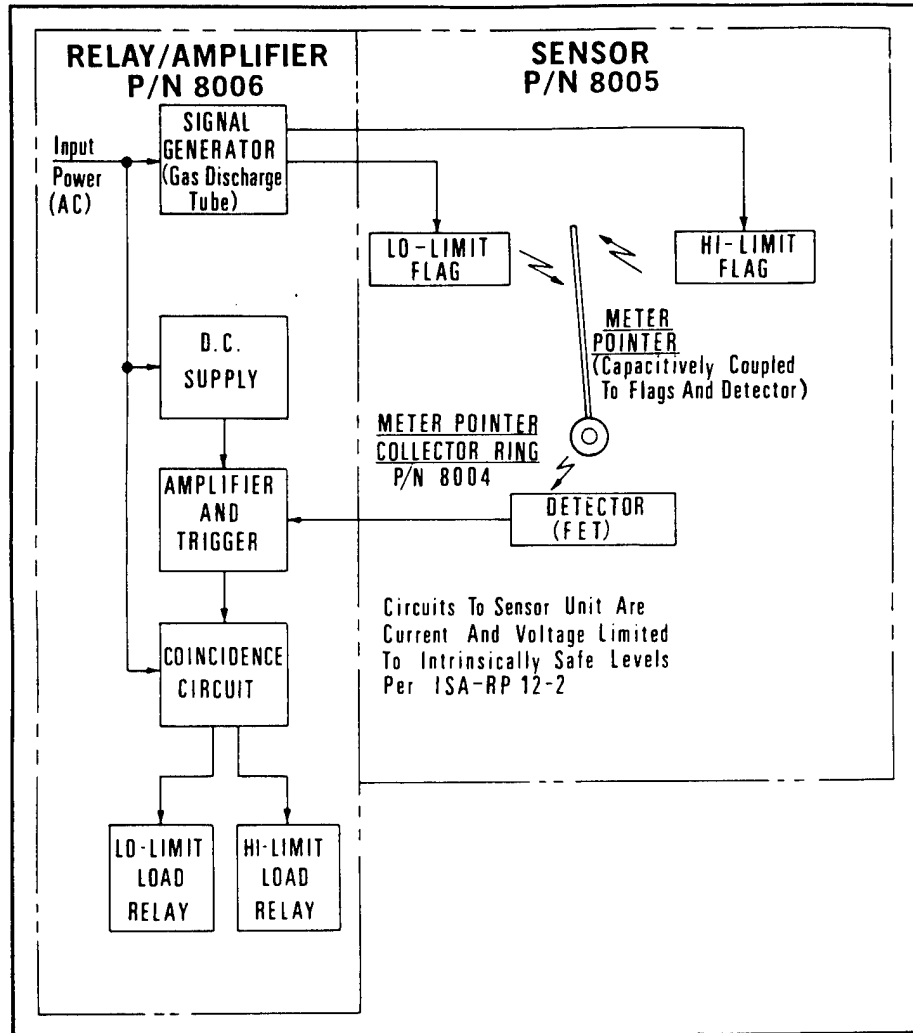 RELAY/AMPLIFIER
P/N 8006
SENSOR
P/N 8005
Input
Power
(AC)
SIGNAL
GENERATOR
(Gas Discharge
Tube)
LO-LIMIT
FLAG
HI-LIMIT
FLAG
METER
POINTER
(Capacitively Coupled
To Flags And Detector)
D.C.
SUPPLY
METER POINTER
COLLECTOR RING
P/N 8004
AMPLIFIER
AND
TRIGGER
DETECTOR
(FET)
COINCIDENCE
CIRCUIT
Circuits To Sensor Unit Are
Current And Voltage Limited
To Intrinsically Safe Levels
Per ISA-RP 12-2
LO-LIMIT
LOAD
RELAY
HI-LIMIT
LOAD
RELAY